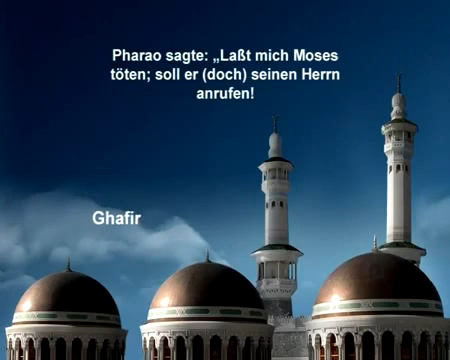 Pharao sagte: „Laßt mich Moses
töten; soll er (doch) seinen Herrn
anrufen!
Ghafir